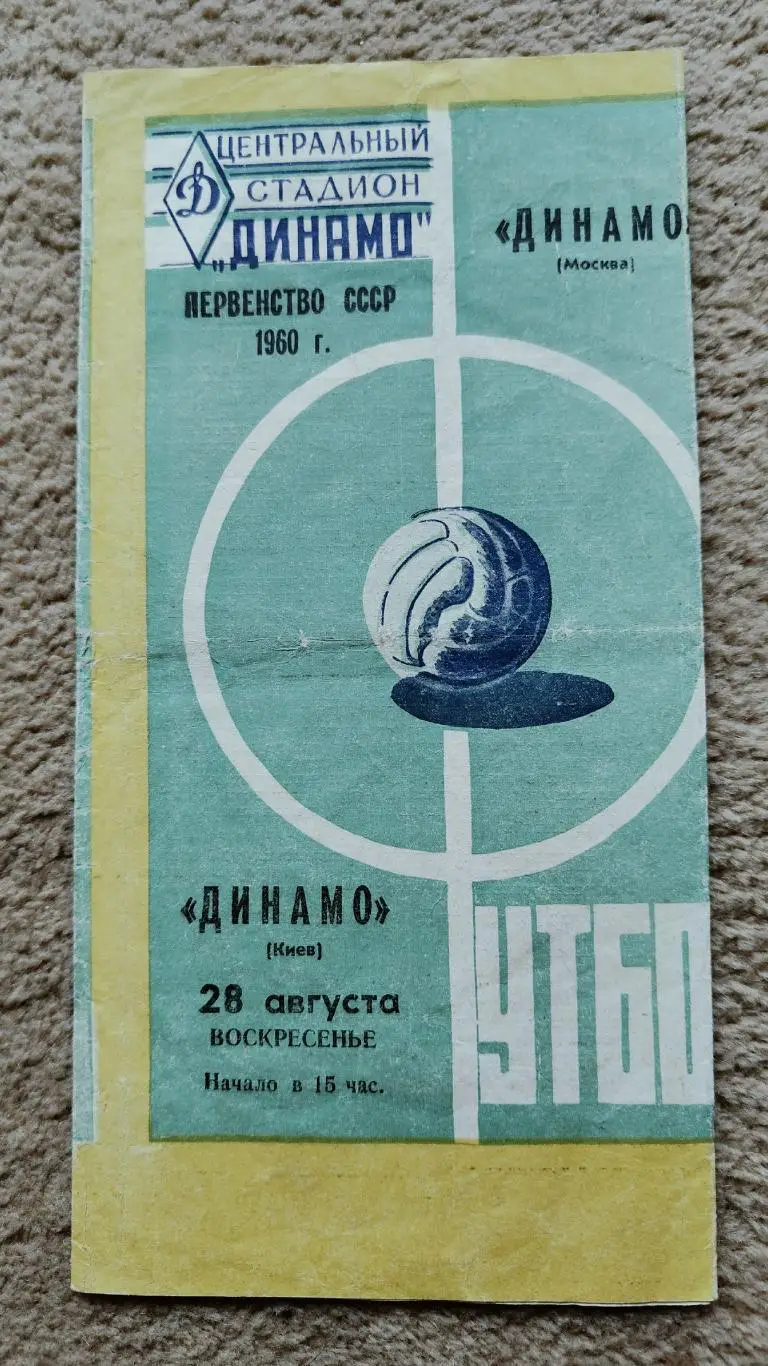 Д
ЦЕНТРАЛЬНЫЙ
СТАДИОН
„ДИНАМО"
ПЕРВЕНСТВО СССР
1960 г.
«ДИНАМО»
(Москва)
«ДИНАМО»
(Киев)
28 августа
ВОСКРЕСЕНЬЕ
Начало в 15 час.
УТБО